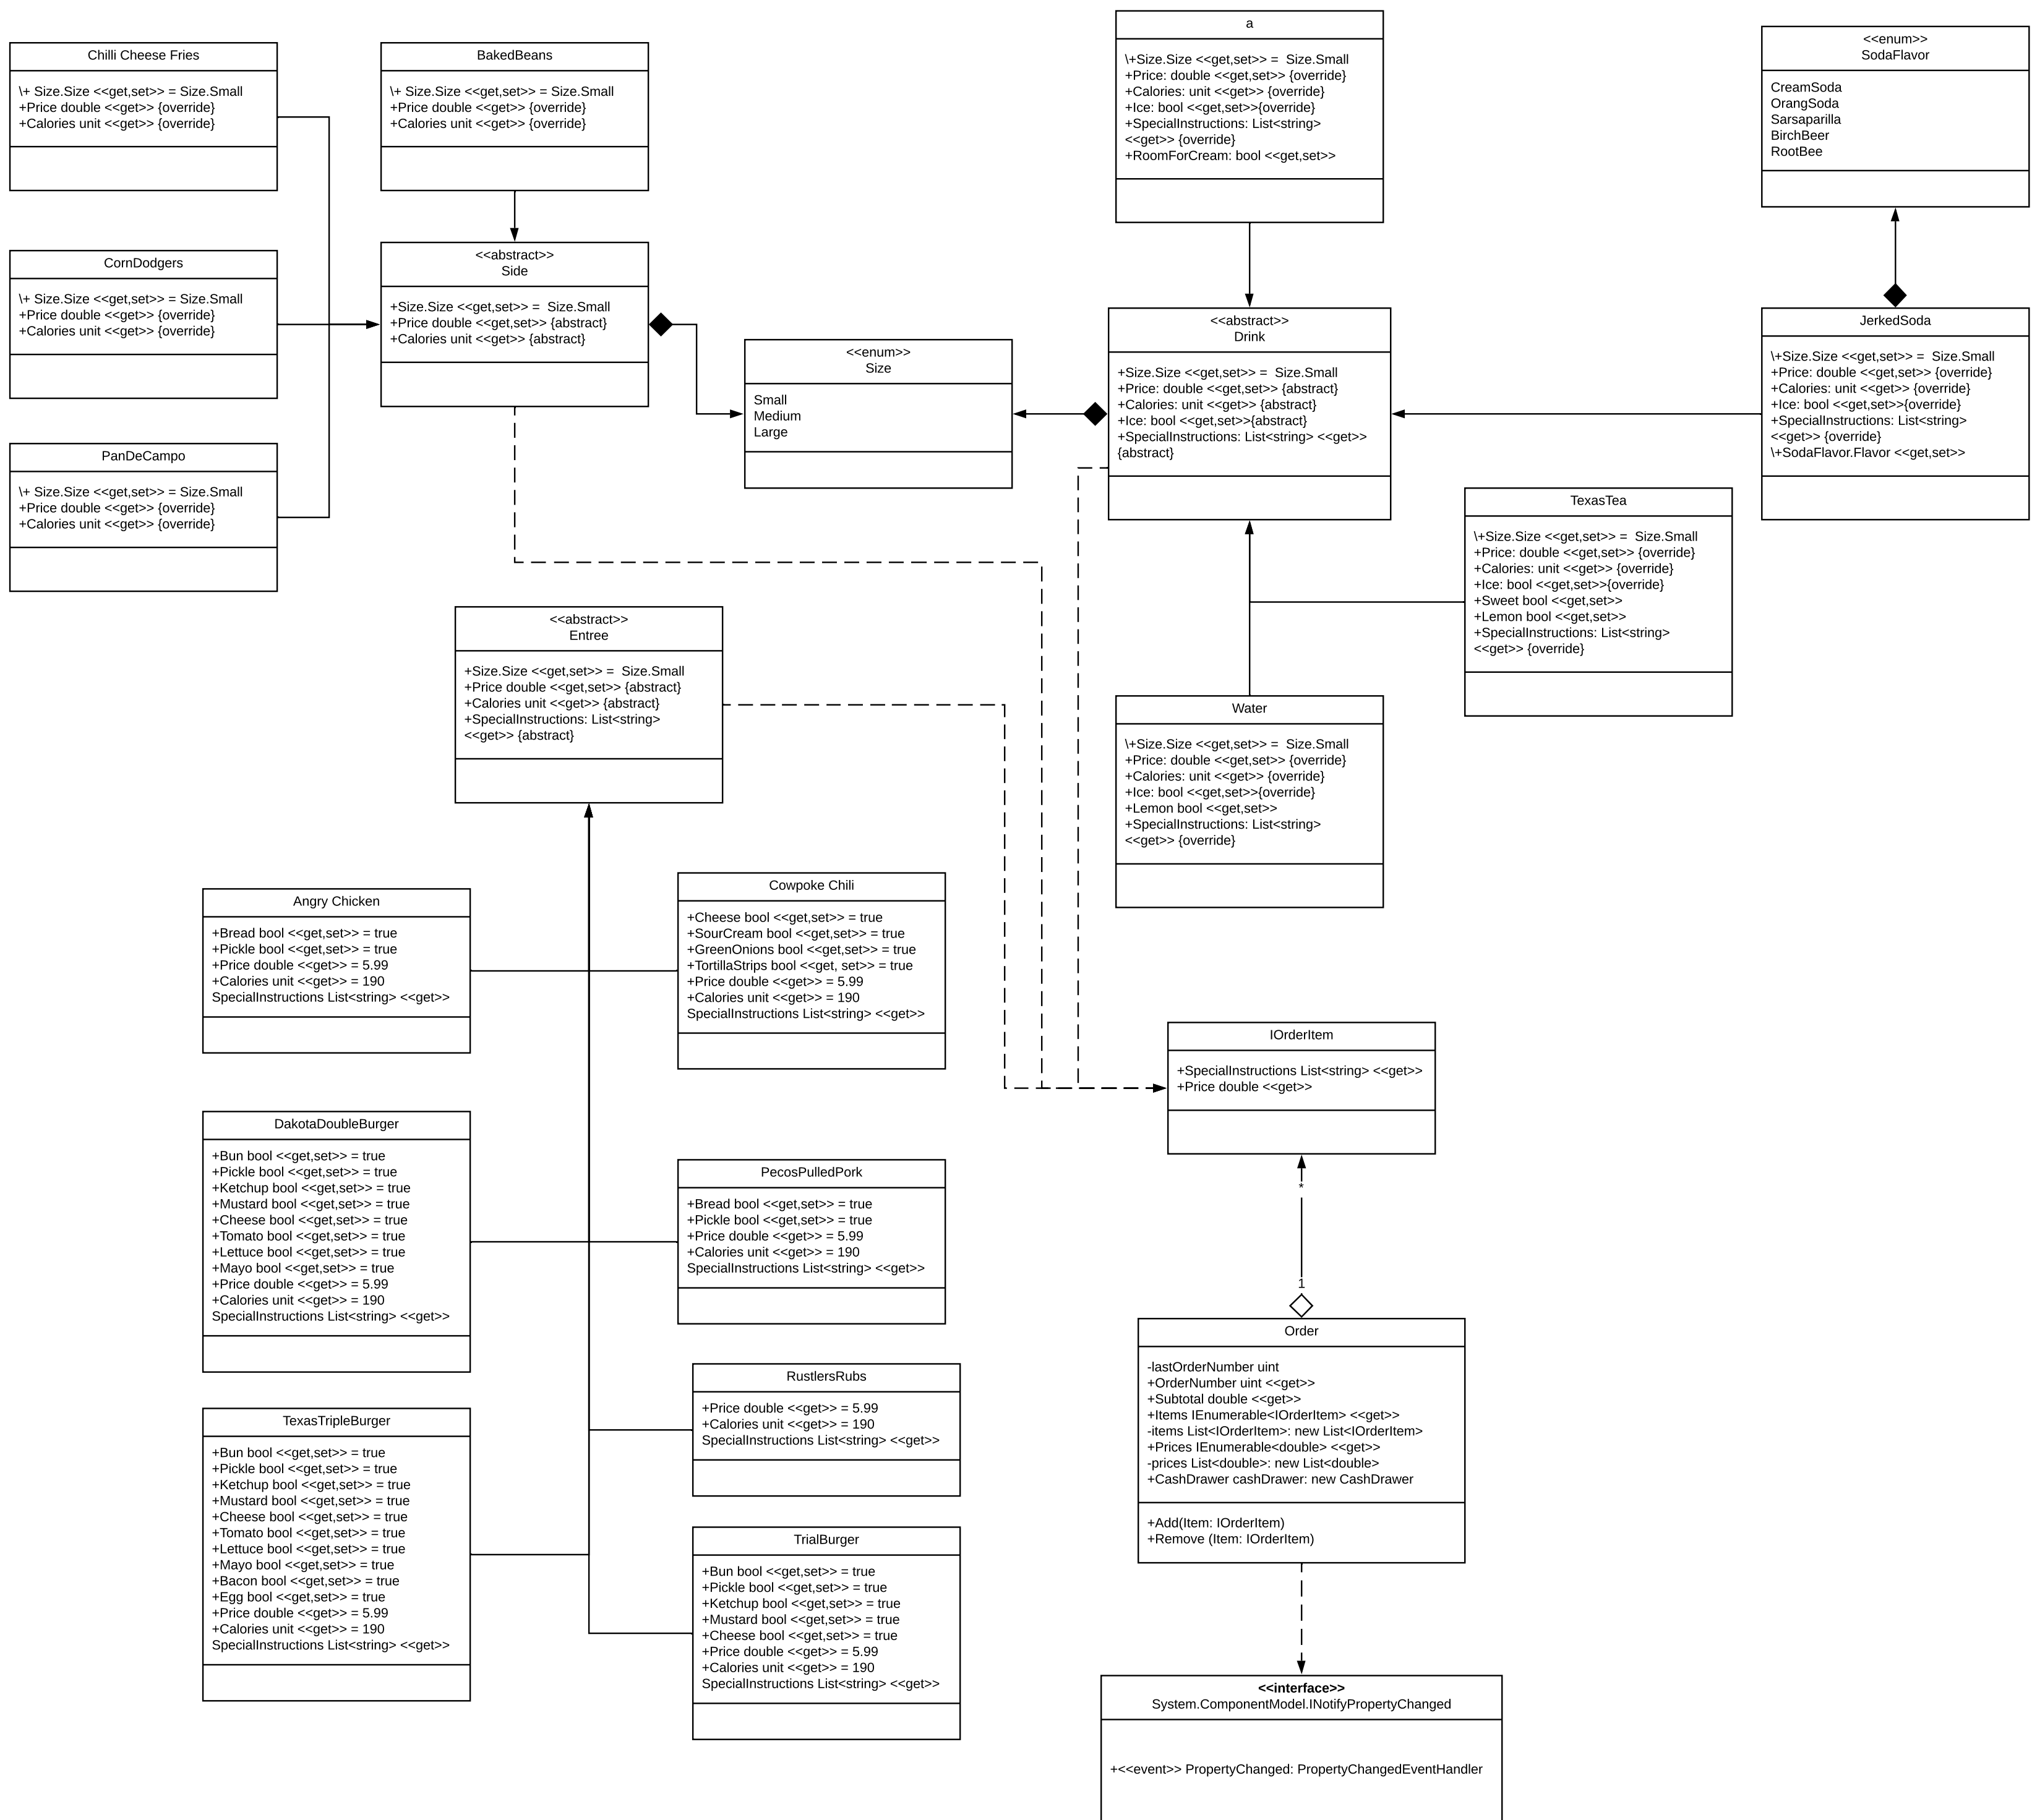 Chilli Cheese Fries
\+ Size.Size <<get,set>> = Size.Small
+Price double <<get>> {override}
+Calories unit <<get>> {override}
BakedBeans
\+ Size.Size <<get,set>> = Size.Small
+Price double <<get>> {override}
+Calories unit <<get>> {override}
a
\+Size.Size <<get,set>> =  Size.Small
+Price: double <<get,set>> {override}
+Calories: unit <<get>> {override}
+Ice: bool <<get,set>>{override}
+SpecialInstructions: List<string>
<<get>> {override}
+RoomForCream: bool <<get,set>>
<<enum>>
SodaFlavor
CreamSoda
OrangSoda
Sarsaparilla
BirchBeer
RootBee
CornDodgers
\+ Size.Size <<get,set>> = Size.Small
+Price double <<get>> {override}
+Calories unit <<get>> {override}
<<abstract>>
Side
+Size.Size <<get,set>> =  Size.Small
+Price double <<get,set>> {abstract}
+Calories unit <<get>> {abstract}
<<enum>>
Size
Small
Medium
Large
<<abstract>>
Drink
+Size.Size <<get,set>> =  Size.Small
+Price: double <<get,set>> {abstract}
+Calories: unit <<get>> {abstract}
+Ice: bool <<get,set>>{abstract}
+SpecialInstructions: List<string> <<get>>
{abstract}
JerkedSoda
\+Size.Size <<get,set>> =  Size.Small
+Price: double <<get,set>> {override}
+Calories: unit <<get>> {override}
+Ice: bool <<get,set>>{override}
+SpecialInstructions: List<string>
<<get>> {override}
\+SodaFlavor.Flavor <<get,set>>
PanDeCampo
\+ Size.Size <<get,set>> = Size.Small
+Price double <<get>> {override}
+Calories unit <<get>> {override}
TexasTea
\+Size.Size <<get,set>> =  Size.Small
+Price: double <<get,set>> {override}
+Calories: unit <<get>> {override}
+Ice: bool <<get,set>>{override}
+Sweet bool <<get,set>>
+Lemon bool <<get,set>>
+SpecialInstructions: List<string>
<<get>> {override}
<<abstract>>
Entree
+Size.Size <<get,set>> =  Size.Small
+Price double <<get,set>> {abstract}
+Calories unit <<get>> {abstract}
+SpecialInstructions: List<string>
<<get>> {abstract}
Water
\+Size.Size <<get,set>> =  Size.Small
+Price: double <<get,set>> {override}
+Calories: unit <<get>> {override}
+Ice: bool <<get,set>>{override}
+Lemon bool <<get,set>>
+SpecialInstructions: List<string>
<<get>> {override}
Angry Chicken
+Bread bool <<get,set>> = true
+Pickle bool <<get,set>> = true
+Price double <<get>> = 5.99
+Calories unit <<get>> = 190
SpecialInstructions List<string> <<get>>
Cowpoke Chili
+Cheese bool <<get,set>> = true
+SourCream bool <<get,set>> = true
+GreenOnions bool <<get,set>> = true
+TortillaStrips bool <<get, set>> = true
+Price double <<get>> = 5.99
+Calories unit <<get>> = 190
SpecialInstructions List<string> <<get>>
IOrderItem
+SpecialInstructions List<string> <<get>>
+Price double <<get>>
*
1
DakotaDoubleBurger
+Bun bool <<get,set>> = true
+Pickle bool <<get,set>> = true
+Ketchup bool <<get,set>> = true
+Mustard bool <<get,set>> = true
+Cheese bool <<get,set>> = true
+Tomato bool <<get,set>> = true
+Lettuce bool <<get,set>> = true
+Mayo bool <<get,set>> = true
+Price double <<get>> = 5.99
+Calories unit <<get>> = 190
SpecialInstructions List<string> <<get>>
PecosPulledPork
+Bread bool <<get,set>> = true
+Pickle bool <<get,set>> = true
+Price double <<get>> = 5.99
+Calories unit <<get>> = 190
SpecialInstructions List<string> <<get>>
Order
-lastOrderNumber uint
+OrderNumber uint <<get>>
+Subtotal double <<get>>
+Items IEnumerable<IOrderItem> <<get>>
-items List<IOrderItem>: new List<IOrderItem>
+Prices IEnumerable<double> <<get>>
-prices List<double>: new List<double>
+CashDrawer cashDrawer: new CashDrawer
+Add(Item: IOrderItem)
+Remove (Item: IOrderItem)
RustlersRubs
+Price double <<get>> = 5.99
+Calories unit <<get>> = 190
SpecialInstructions List<string> <<get>>
TexasTripleBurger
+Bun bool <<get,set>> = true
+Pickle bool <<get,set>> = true
+Ketchup bool <<get,set>> = true
+Mustard bool <<get,set>> = true
+Cheese bool <<get,set>> = true
+Tomato bool <<get,set>> = true
+Lettuce bool <<get,set>> = true
+Mayo bool <<get,set>> = true
+Bacon bool <<get,set>> = true
+Egg bool <<get,set>> = true
+Price double <<get>> = 5.99
+Calories unit <<get>> = 190
SpecialInstructions List<string> <<get>>
TrialBurger
+Bun bool <<get,set>> = true
+Pickle bool <<get,set>> = true
+Ketchup bool <<get,set>> = true
+Mustard bool <<get,set>> = true
+Cheese bool <<get,set>> = true
+Price double <<get>> = 5.99
+Calories unit <<get>> = 190
SpecialInstructions List<string> <<get>>
<<interface>>
System.ComponentModel.INotifyPropertyChanged
+<<event>> PropertyChanged: PropertyChangedEventHandler